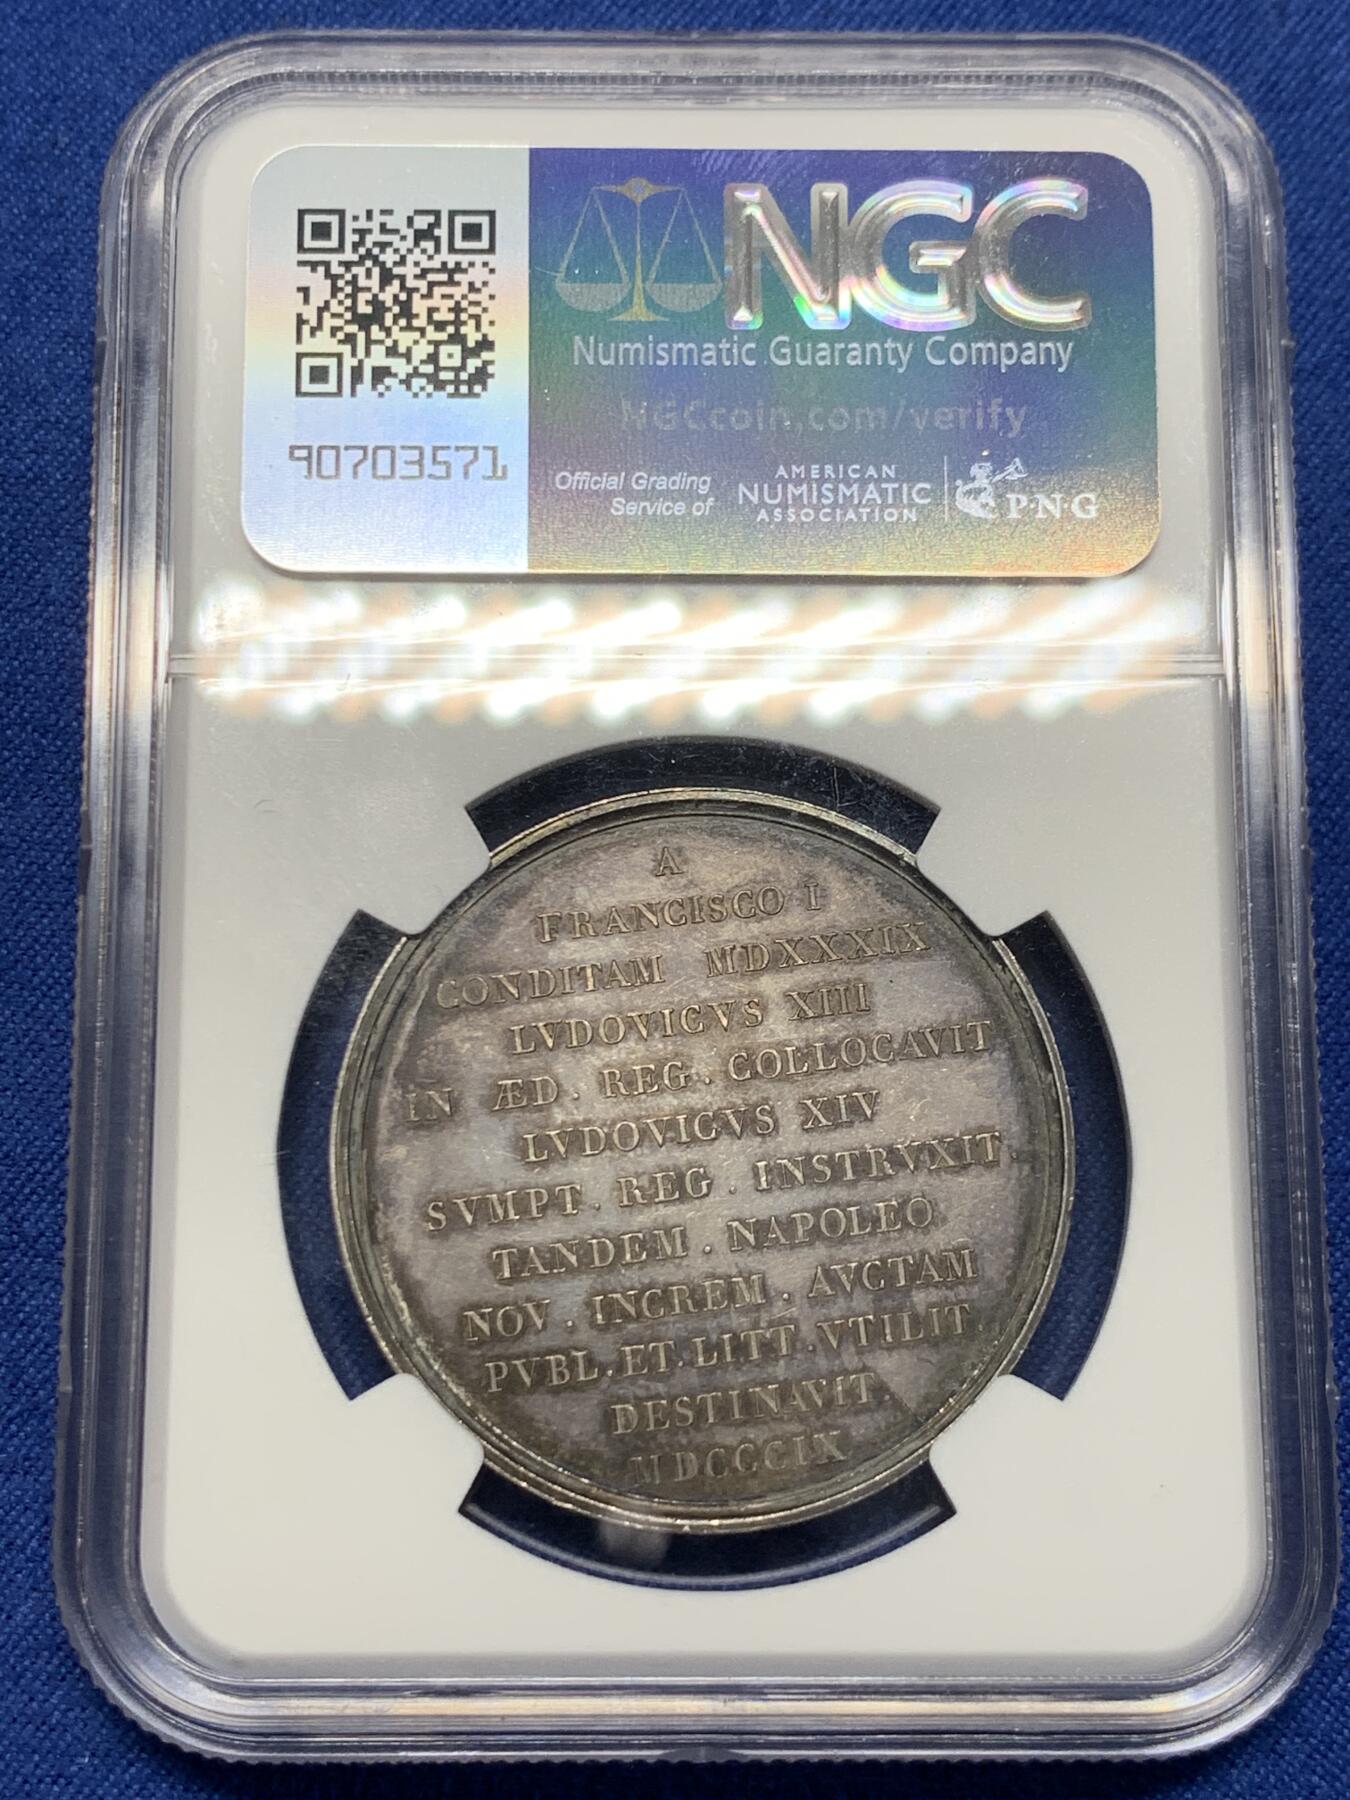 NGC
Numismatic Guaranty Company
NGCcoin.com/verify
90703571
Official Grading
Service of
AMERICAN
NUMISMATIC
ASSOCIATION
P·N·G
A
FRANCISCO I
CONDITAM MDXXXIX
LVDOVICVS XIII
IN ÆD. REG. COLLOCAVIT
LVDOVICVS XIV
SVMPT. REG. INSTRVXIT.
TANDEM. NAPOLEO
NOV. INCREM. AVCTAM
PVBL. ET. LITT. VTILIT.
DESTINAVIT.
MDCCCIX